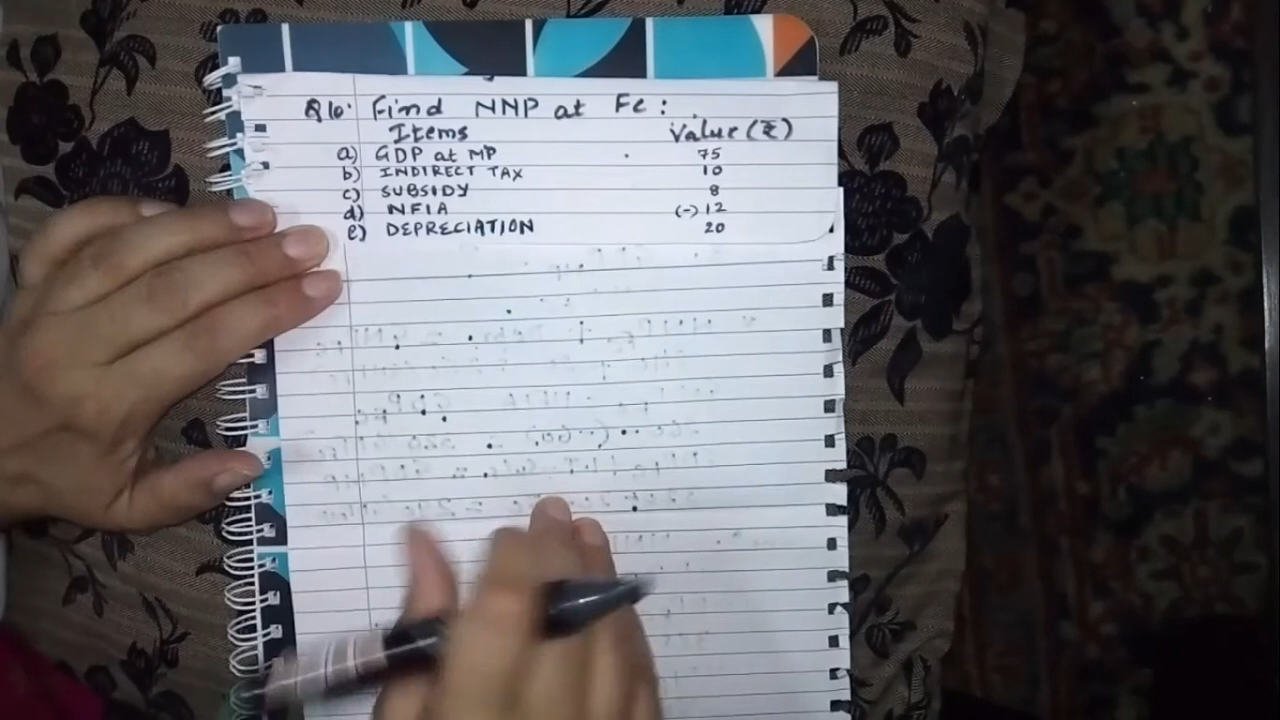 Q16. Find NNP at FC:
Items Value (₹)
a) GDP at MP 75
b) INDIRECT TAX 10
c) SUBSIDY 8
d) NFIA (-) 12
e) DEPRECIATION 20